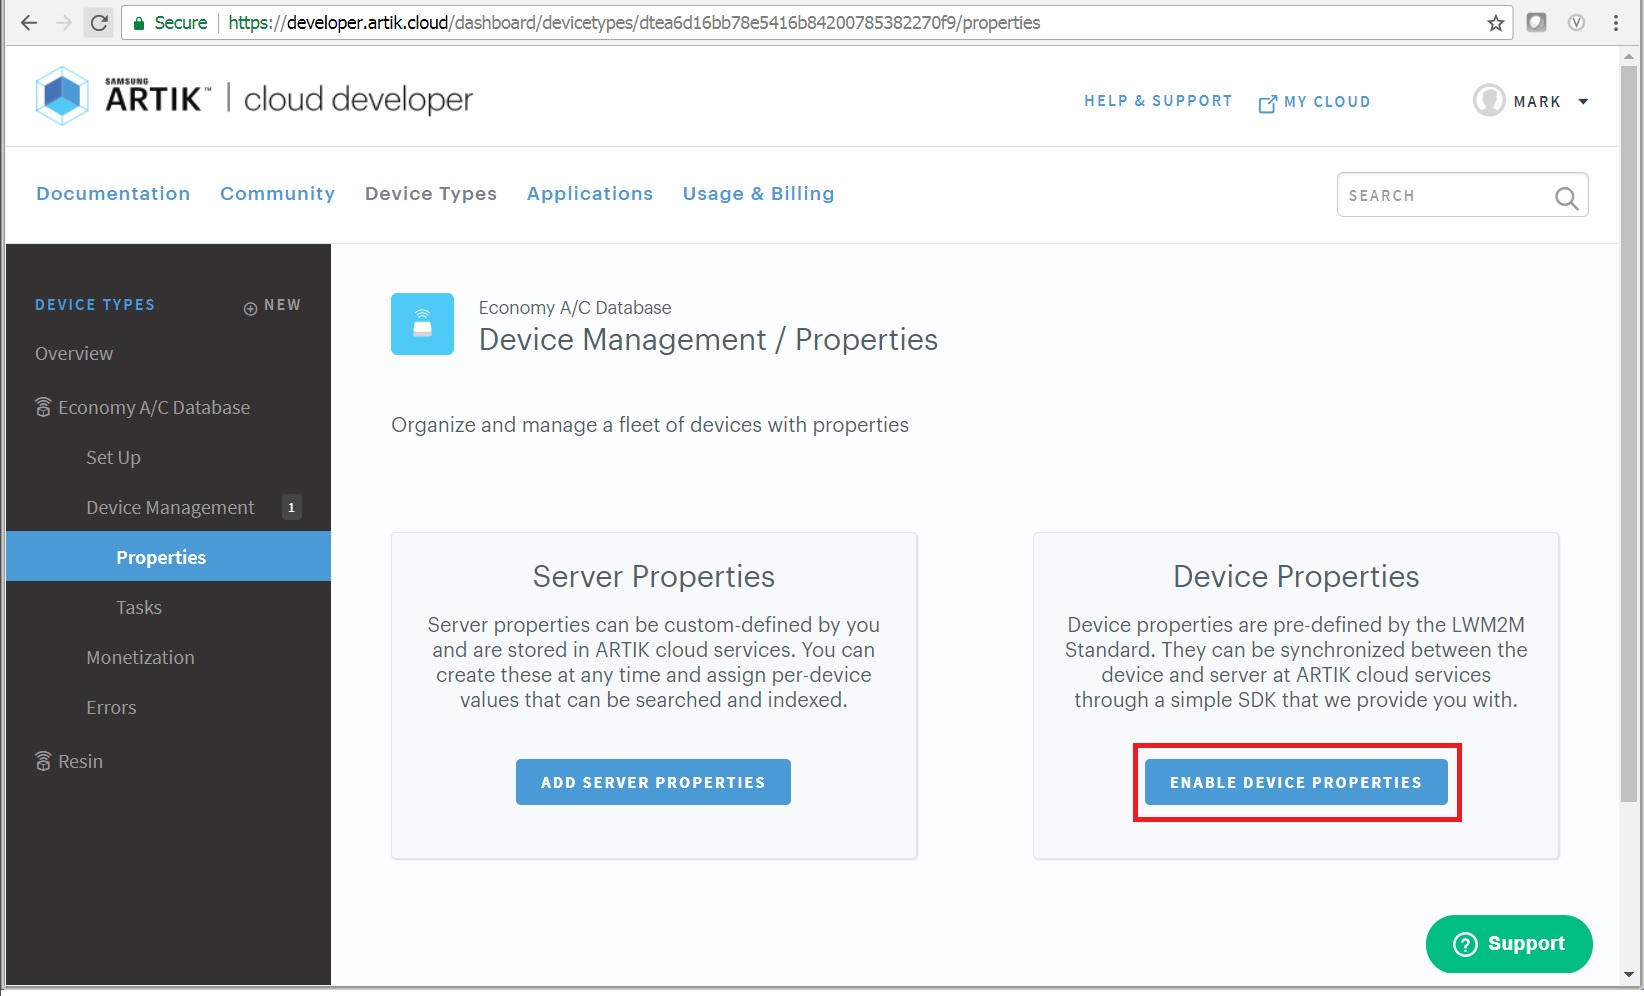 Secure https://developer.artik.cloud/dashboard/devicetypes/dtea6d16bb78e5416b84200785382270f9/properties
SAMSUNG
ARTIK™ | cloud developer
HELP & SUPPORT
MY CLOUD
MARK
Documentation
Community
Device Types
Applications
Usage & Billing
SEARCH
DEVICE TYPES
NEW
Overview
Economy A/C Database
Set Up
Device Management 1
Properties
Tasks
Monetization
Errors
Resin
Economy A/C Database
Device Management / Properties
Organize and manage a fleet of devices with properties
Server Properties
Server properties can be custom-defined by you
and are stored in ARTIK cloud services. You can
create these at any time and assign per-device
values that can be searched and indexed.
ADD SERVER PROPERTIES
Device Properties
Device properties are pre-defined by the LWM2M
Standard. They can be synchronized between the
device and server at ARTIK cloud services
through a simple SDK that we provide you with.
ENABLE DEVICE PROPERTIES
Support